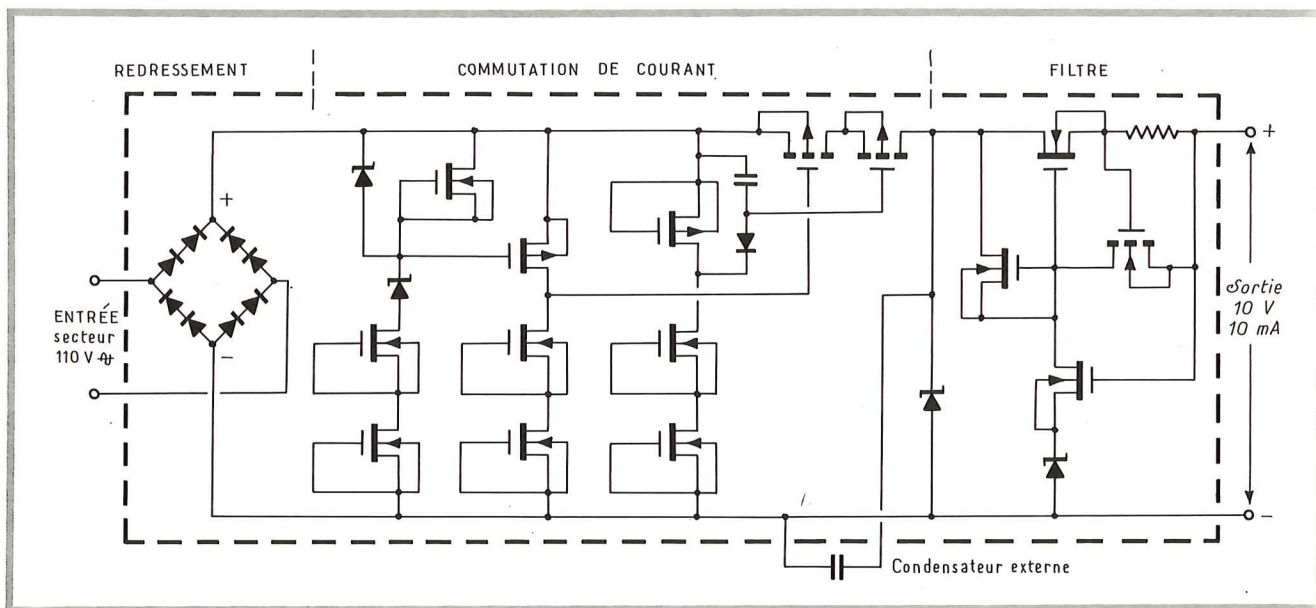 REDRESSEMENT
COMMUTATION DE COURANT
FILTRE
+
-
ENTRÉE
secteur
110 V
+
Sortie
10 V
10 mA
-
Condensateur externe